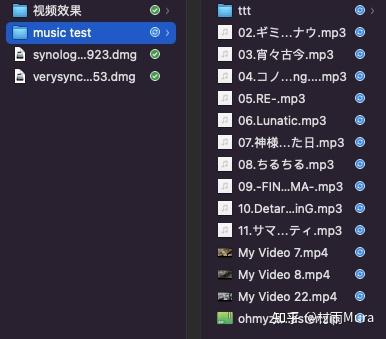 视频效果
music test
synolog...923.dmg
verysync...53.dmg
ttt
02.ギミ...ナウ.mp3
03.宵々古今.mp3
04.コノ...ng....mp3
05.RE-.mp3
06.Lunatic.mp3
07.神様...た日.mp3
08.ちるちる.mp3
09.-FIN...MA-.mp3
10.Detar...inG.mp3
11.サマ...ティ.mp3
My Video 7.mp4
My Video 8.mp4
My Video 22.mp4
知乎 @村雨Mura